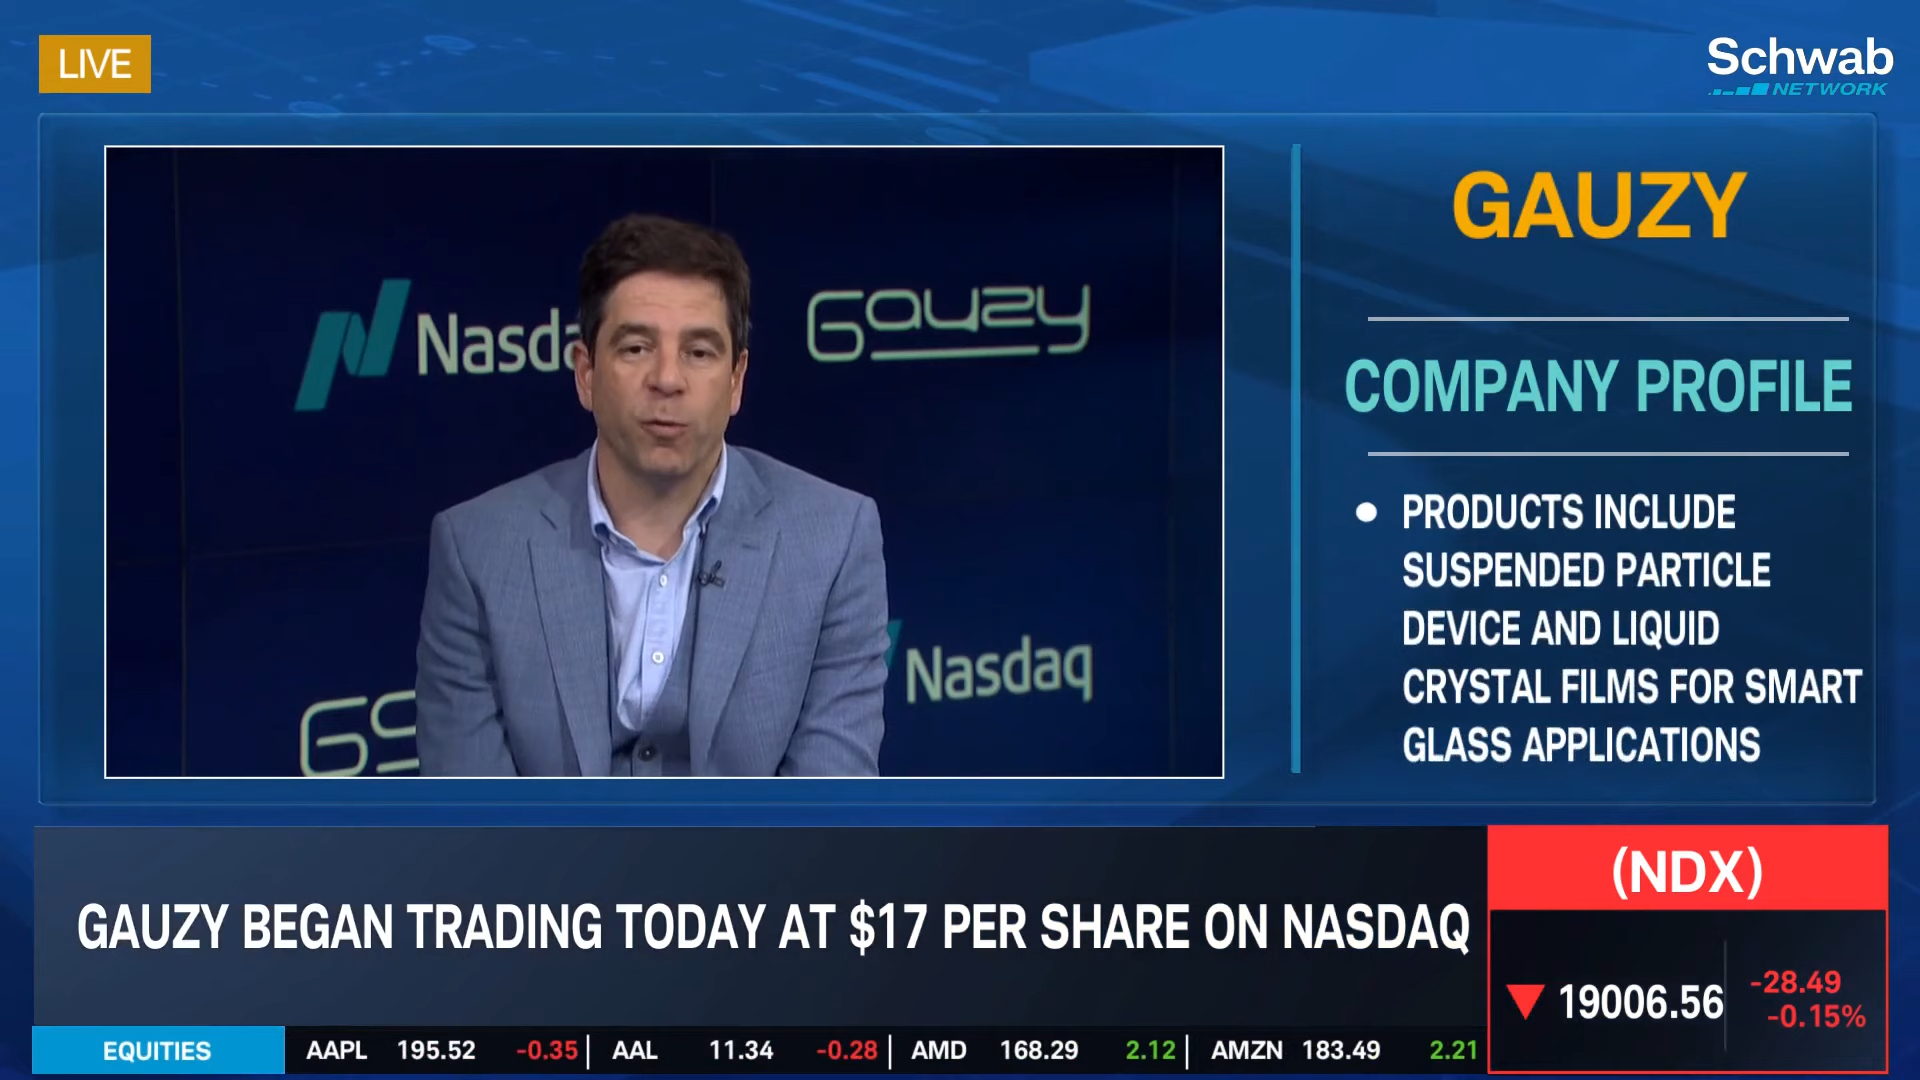 LIVE
Schwab
NETWORK
Nasda
Gauzy
Nasdaq
GAUZY
COMPANY PROFILE
● PRODUCTS INCLUDE
SUSPENDED PARTICLE
DEVICE AND LIQUID
CRYSTAL FILMS FOR SMART
GLASS APPLICATIONS
GAUZY BEGAN TRADING TODAY AT $17 PER SHARE ON NASDAQ
(NDX)
▼ 19006.56 -28.49
-0.15%
EQUITIES AAPL 195.52 -0.35 | AAL 11.34 -0.28 | AMD 168.29 2.12 | AMZN 183.49 2.21